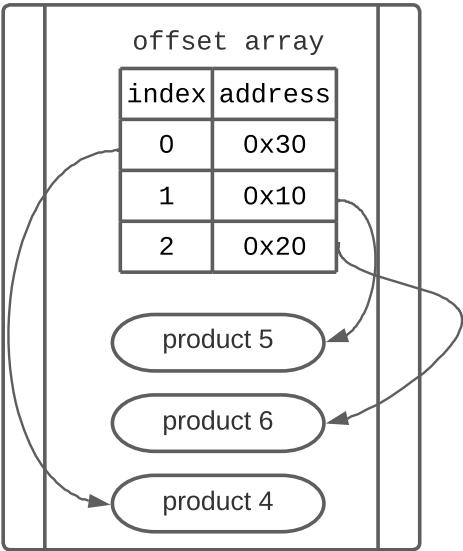 offset array
index address
0 0x30
1 0x10
2 0x20
product 5
product 6
product 4